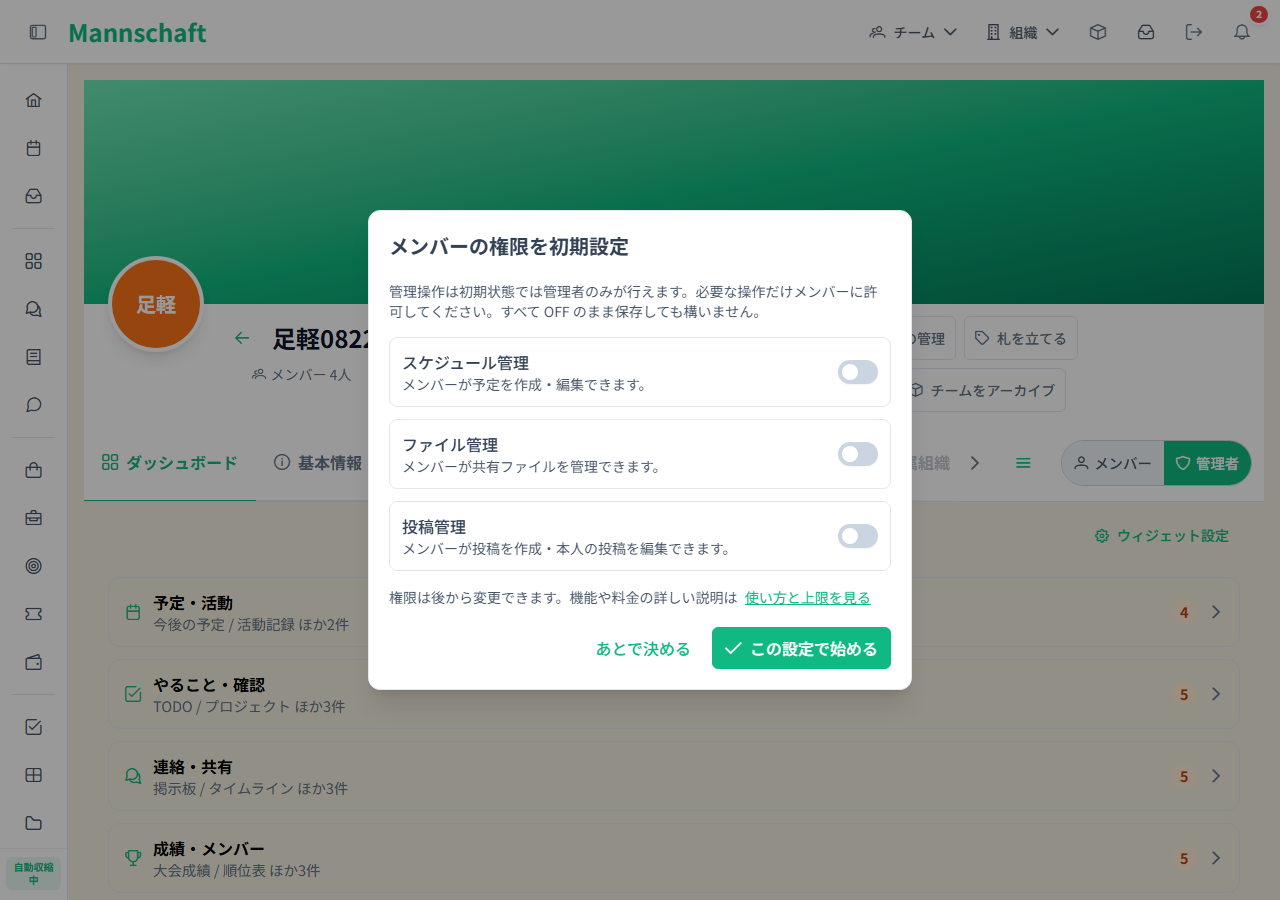 Mannschaft
チーム
組織
2
足軽
足軽0822
メンバー 4人
の管理
札を立てる
チームをアーカイブ
ダッシュボード
基本情報
組織
メンバー
管理者
ウィジェット設定
メンバーの権限を初期設定
管理操作は初期状態では管理者のみが行えます。必要な操作だけメンバーに許
可してください。すべて OFF のまま保存しても構いません。
スケジュール管理
メンバーが予定を作成・編集できます。
ファイル管理
メンバーが共有ファイルを管理できます。
投稿管理
メンバーが投稿を作成・本人の投稿を編集できます。
権限は後から変更できます。機能や料金の詳しい説明は 使い方と上限を見る
あとで決める
この設定で始める
予定・活動
今後の予定 / 活動記録 ほか2件
4
やること・確認
TODO / プロジェクト ほか3件
5
連絡・共有
掲示板 / タイムライン ほか3件
5
成績・メンバー
大会成績 / 順位表 ほか3件
5
自動収縮
中